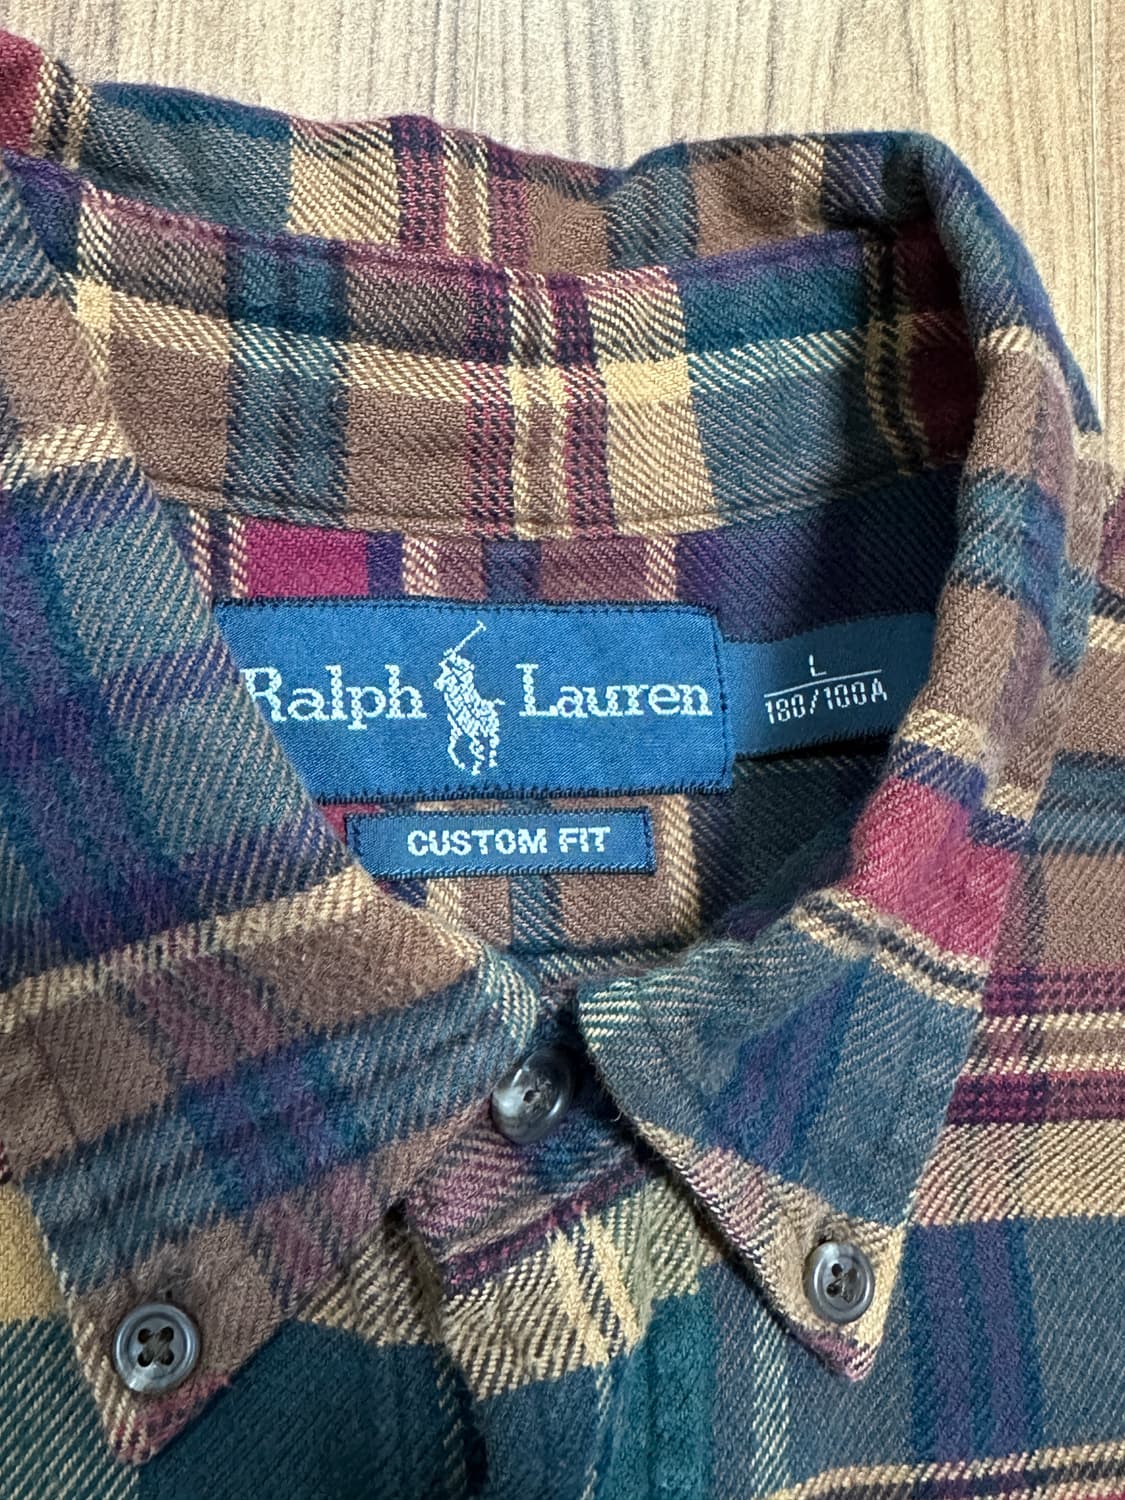 Ralph Lauren
L
180/100A
CUSTOM FIT